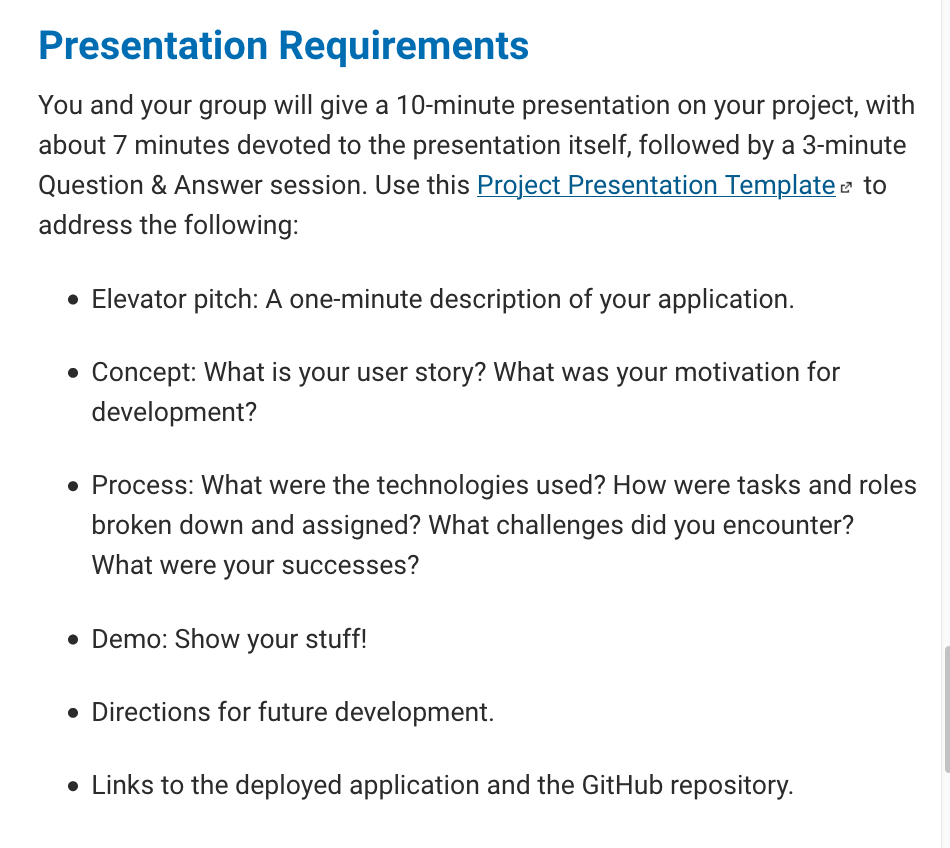 Presentation Requirements
You and your group will give a 10-minute presentation on your project, with
about 7 minutes devoted to the presentation itself, followed by a 3-minute
Question & Answer session. Use this Project Presentation Template to
address the following:
• Elevator pitch: A one-minute description of your application.
• Concept: What is your user story? What was your motivation for
development?
• Process: What were the technologies used? How were tasks and roles
broken down and assigned? What challenges did you encounter?
What were your successes?
• Demo: Show your stuff!
• Directions for future development.
• Links to the deployed application and the GitHub repository.